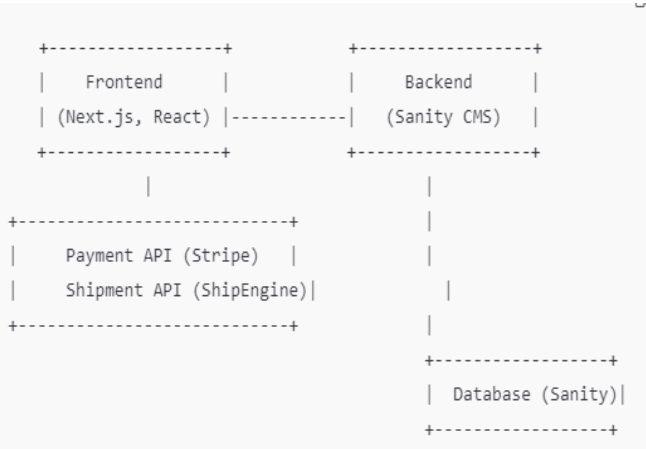 +------------------+             +------------------+
|    Frontend      |             |     Backend      |
| (Next.js, React) |------------|   (Sanity CMS)   |
+------------------+             +------------------+
           |                             |
+----------------------------+           |
|     Payment API (Stripe)   |           |
|     Shipment API (ShipEngine)|             |
+----------------------------+           |
                                         +------------------+
                                         |  Database (Sanity)|
                                         +------------------+